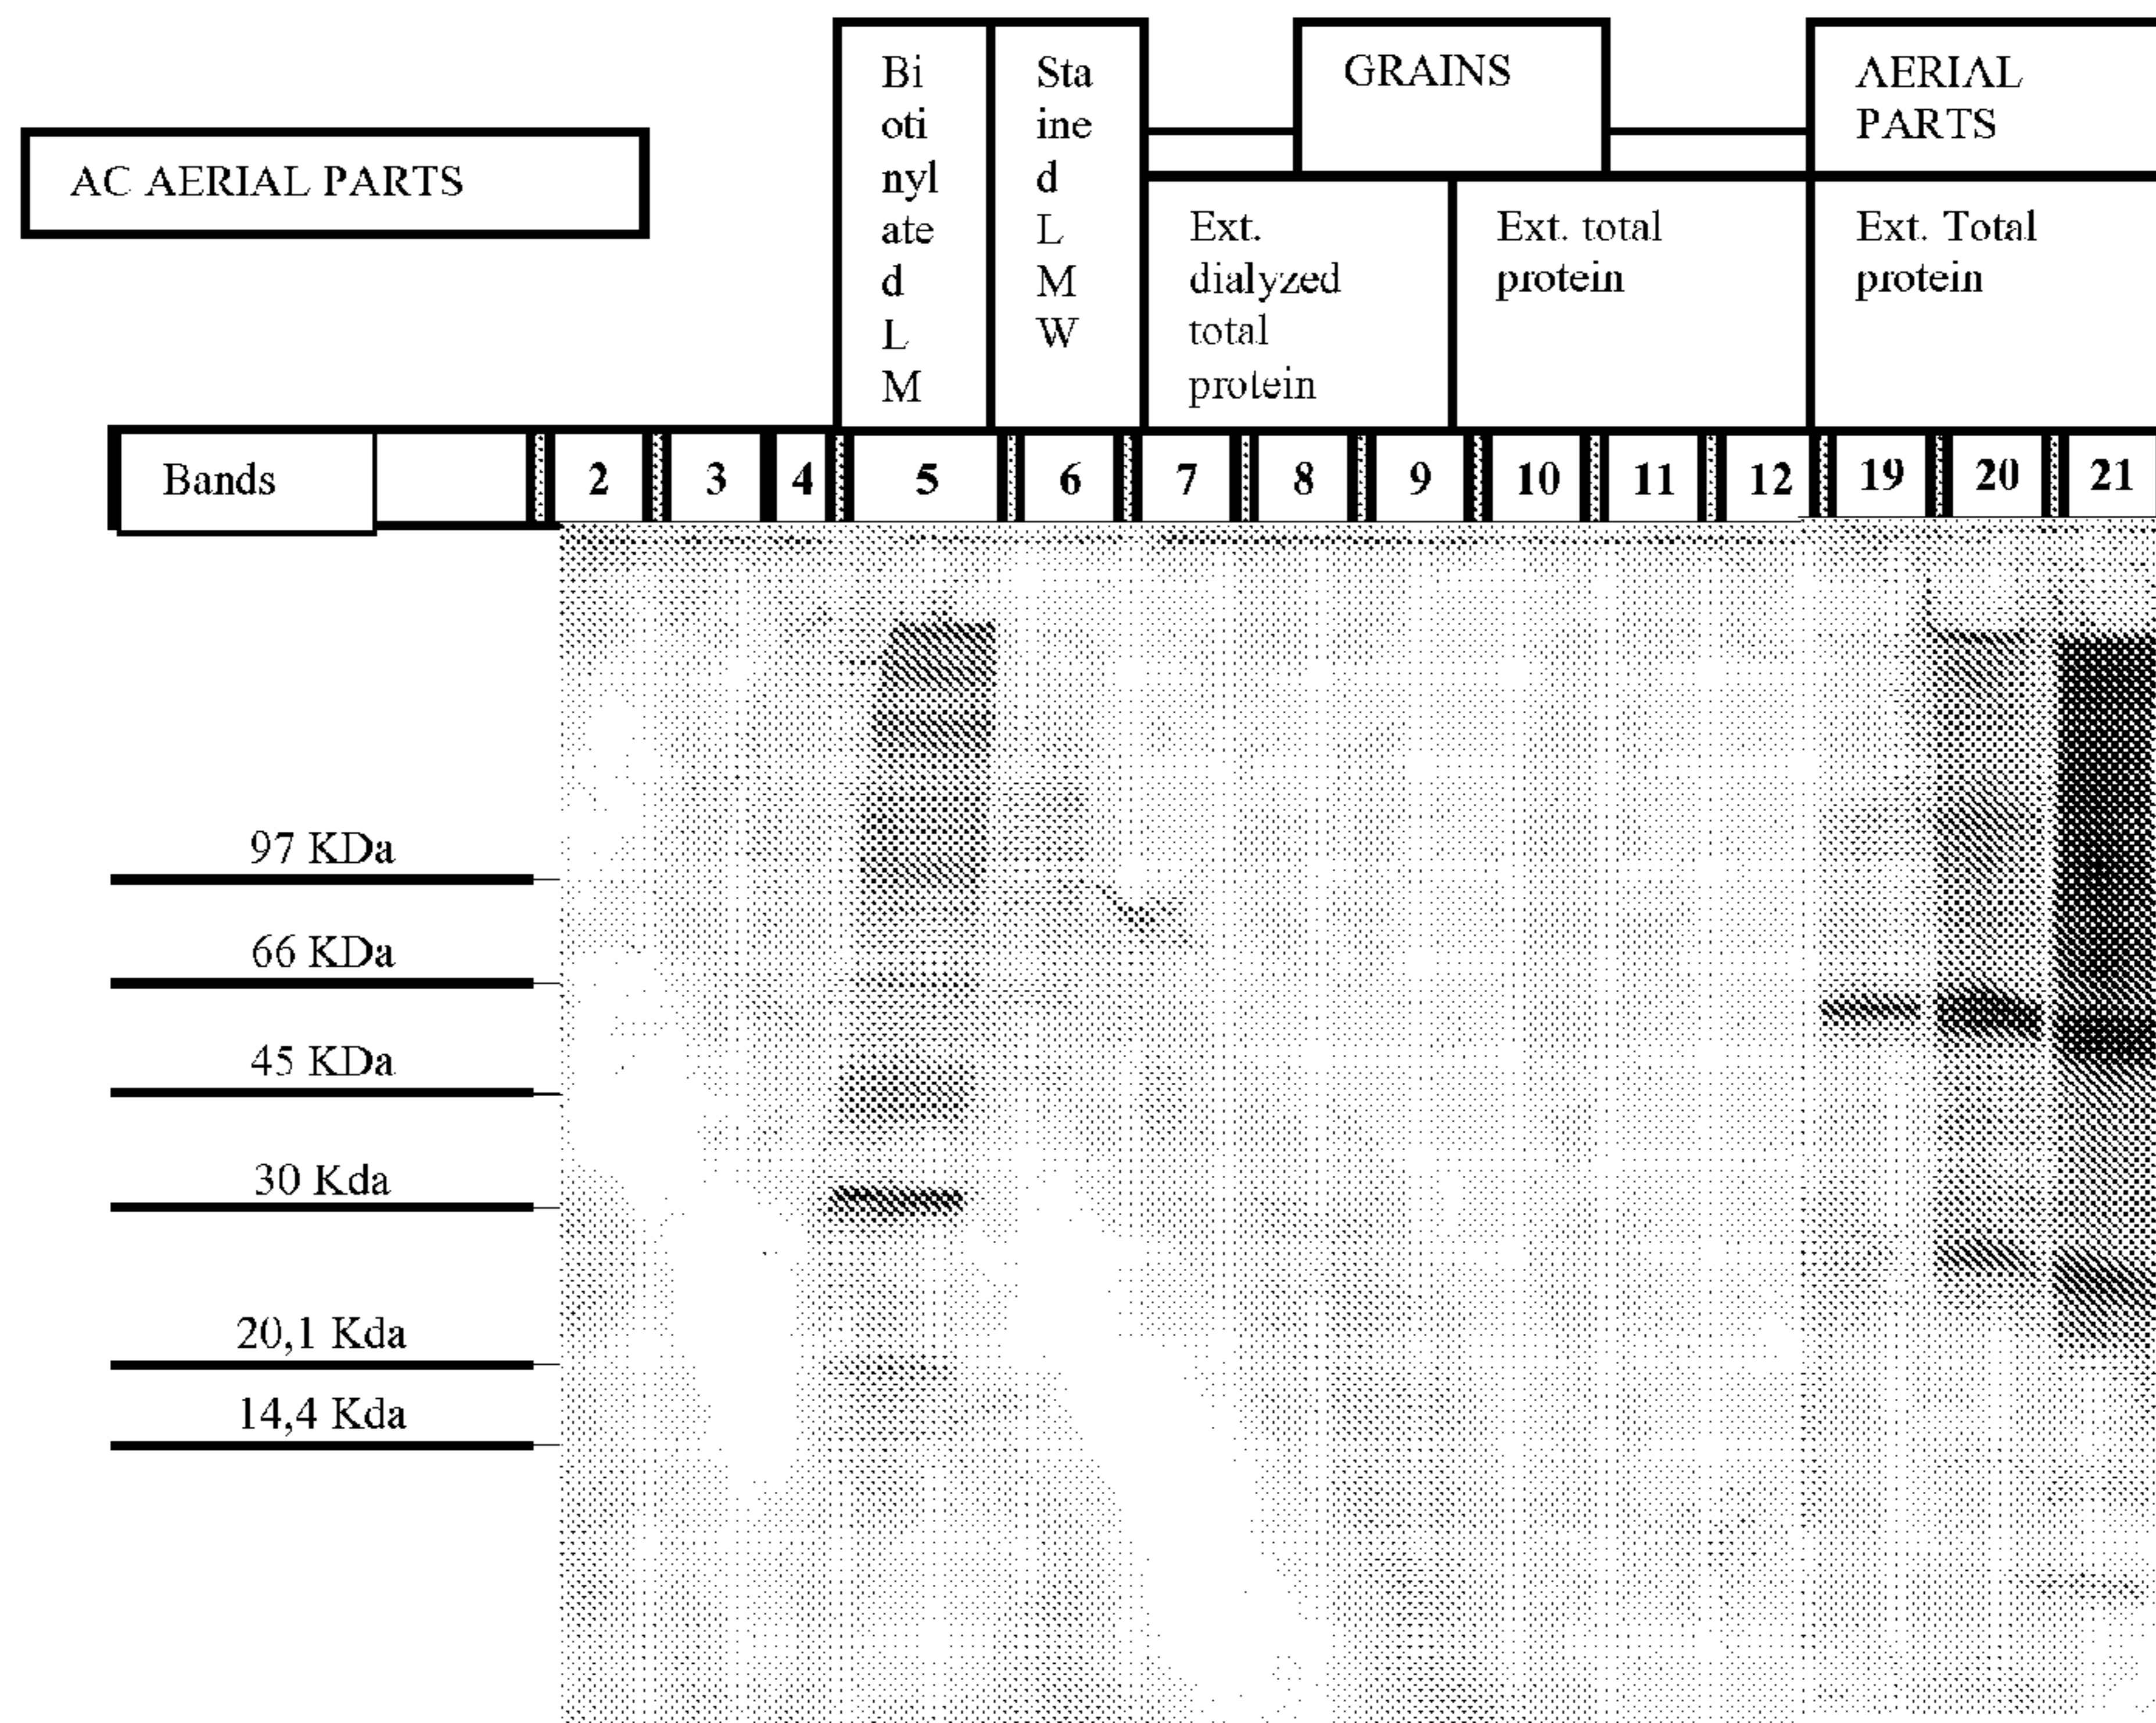 AC AERIAL PARTS
Bi
oti
nyl
ate
d
L
M
Sta
ine
d
L
M
W
GRAINS
AERIAL
PARTS
Ext.
dialyzed
total
protein
Ext. total
protein
Ext. Total
protein
Bands 2 3 4 5 6 7 8 9 10 11 12 19 20 21
97 KDa
66 KDa
45 KDa
30 Kda
20,1 Kda
14,4 Kda